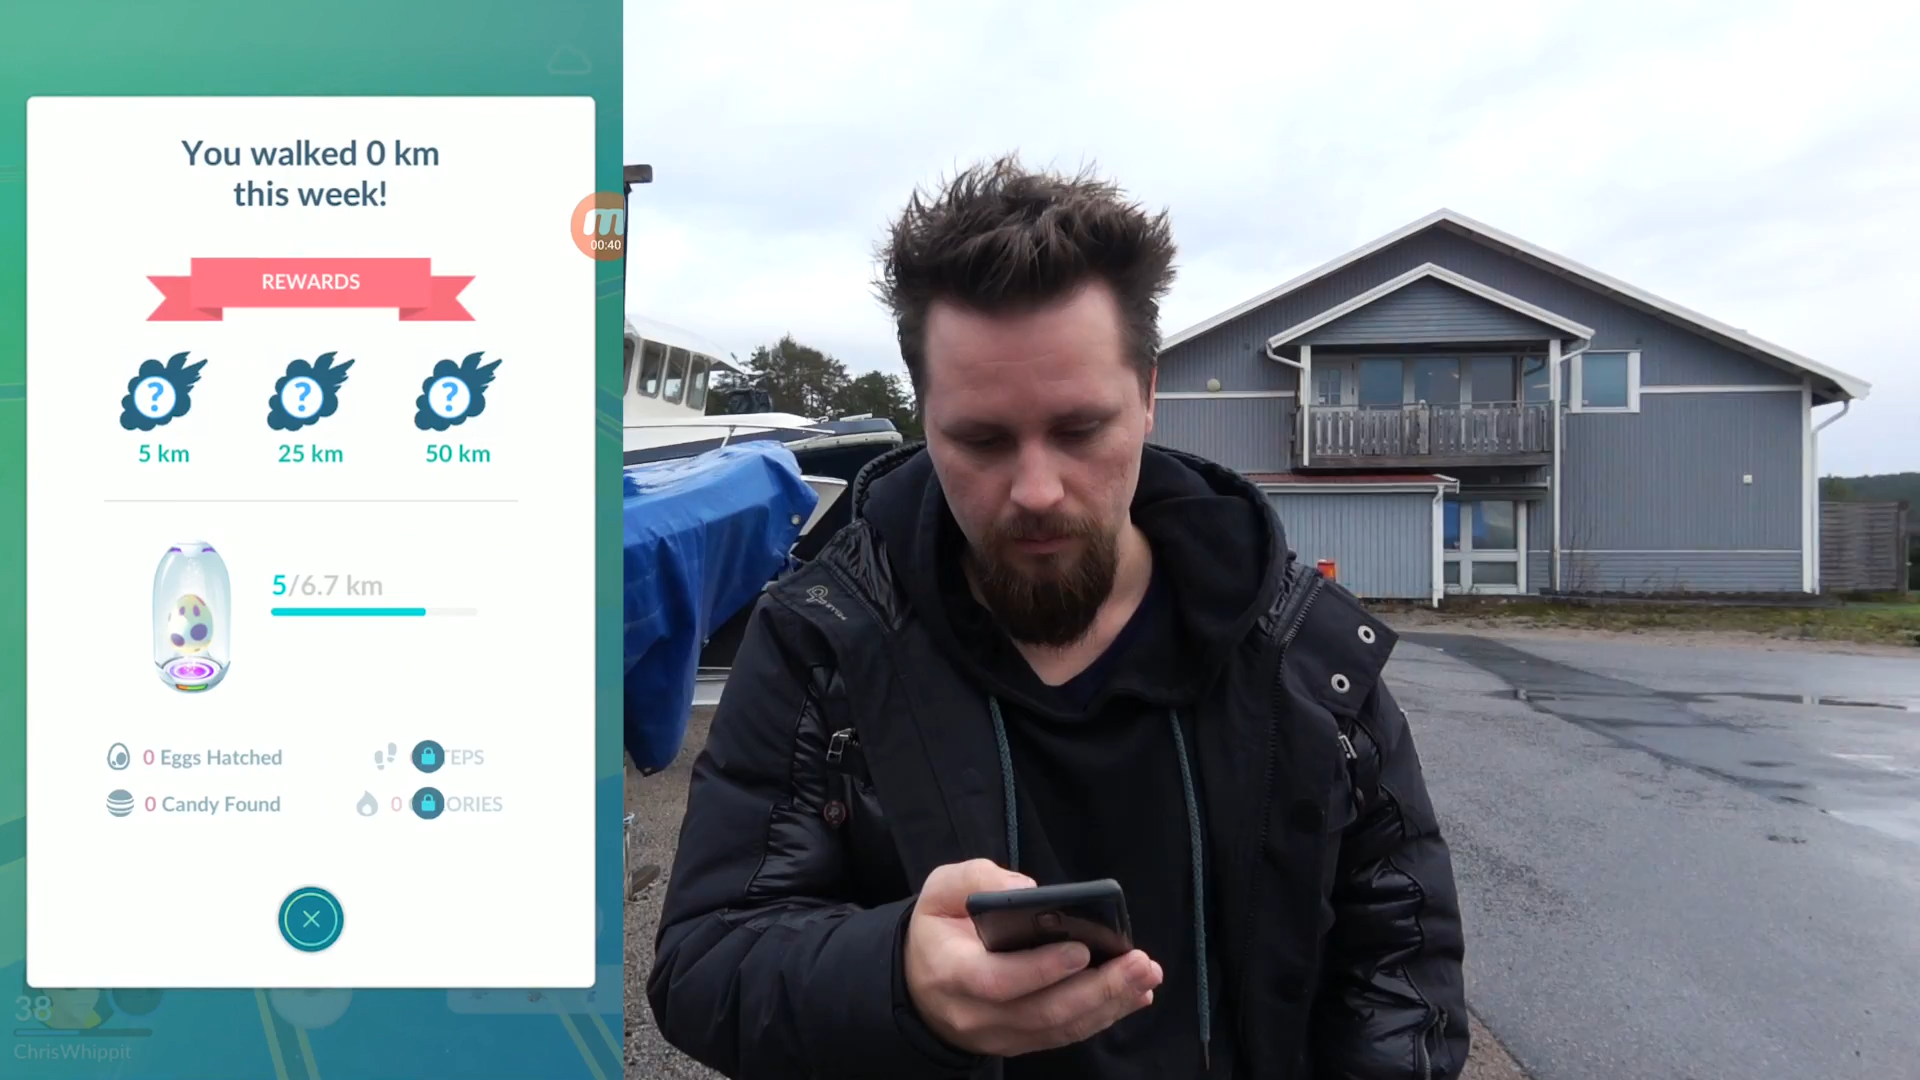 You walked 0 km
this week!
m
00:40
REWARDS
?
?
?
5 km
25 km
50 km
5/6.7 km
0 Eggs Hatched
TEPS
0 Candy Found
0 ORIES
38
ChrisWhippit